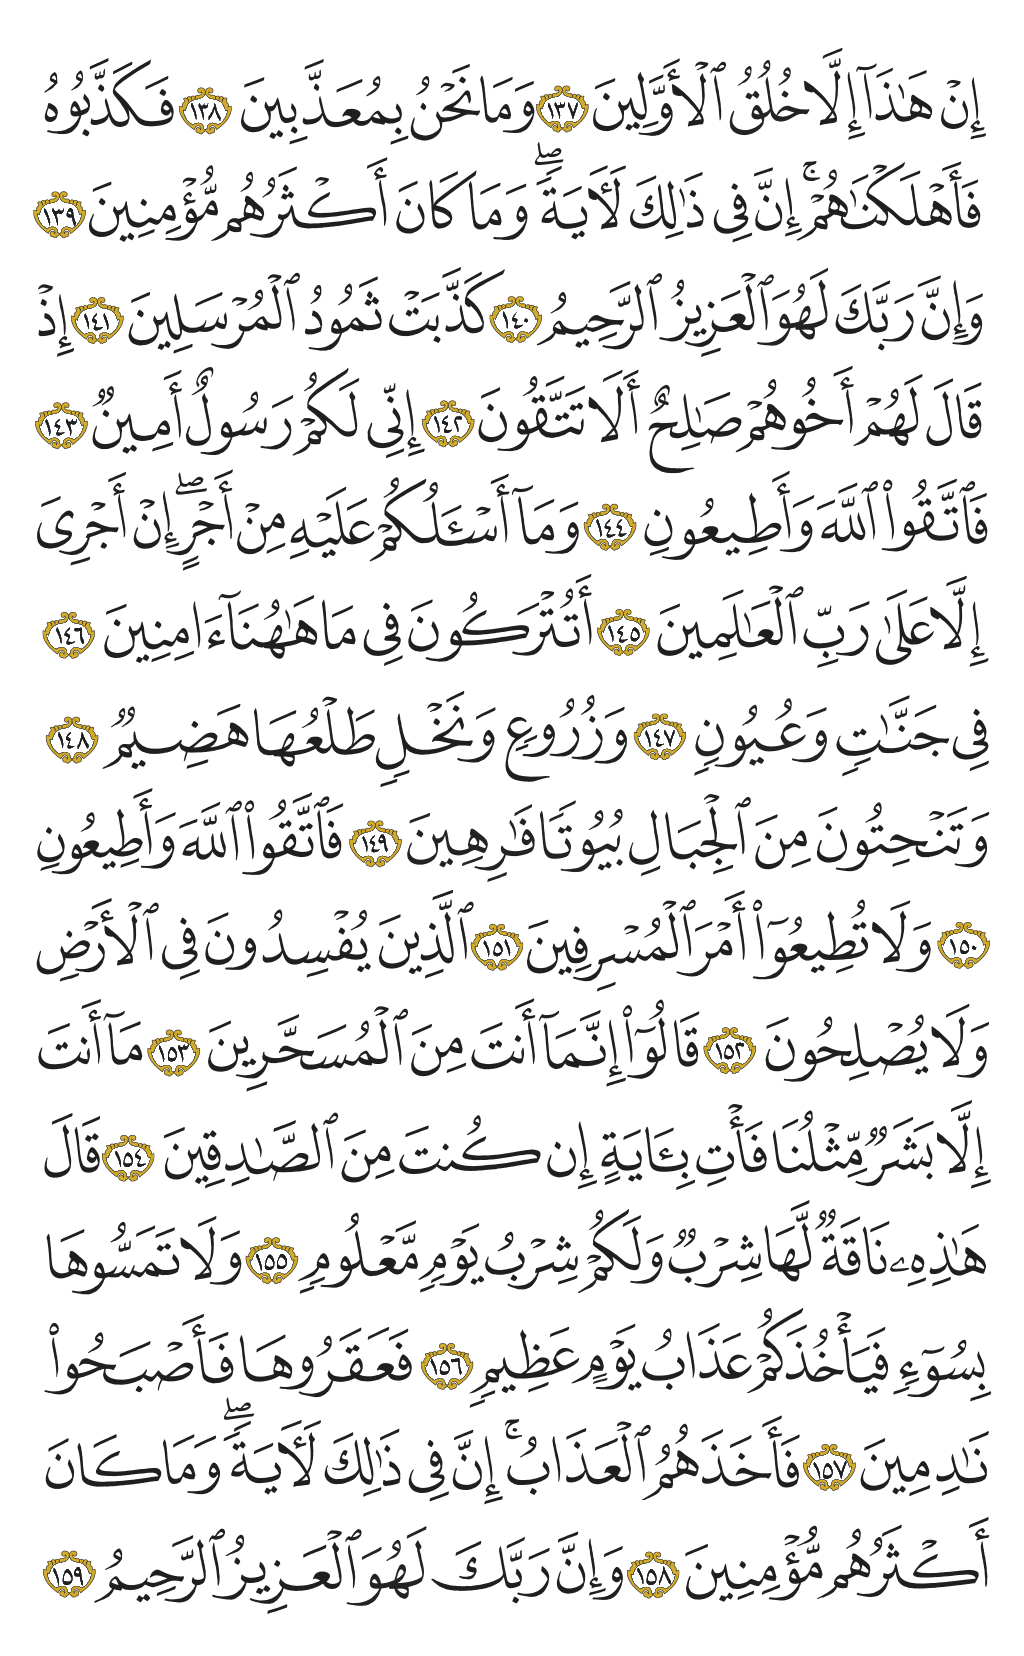 إِنْ هَـٰذَآ إِلَّا خُلُقُ ٱلْأَوَّلِينَ ١٣٧ وَمَا نَحْنُ بِمُعَذَّبِينَ ١٣٨ فَكَذَّبُوهُ
فَأَهْلَكْنَـٰهُمْ ۚ إِنَّ فِى ذَٰلِكَ لَـَٔايَةً ۖ وَمَا كَانَ أَكْثَرُهُم مُّؤْمِنِينَ ١٣٩
وَإِنَّ رَبَّكَ لَهُوَ ٱلْعَزِيزُ ٱلرَّحِيمُ ١٤٠ كَذَّبَتْ ثَمُودُ ٱلْمُرْسَلِينَ ١٤١ إِذْ
قَالَ لَهُمْ أَخُوهُمْ صَـٰلِحٌ أَلَا تَتَّقُونَ ١٤٢ إِنِّى لَكُمْ رَسُولٌ أَمِينٌ ١٤٣
فَٱتَّقُوا۟ ٱللَّهَ وَأَطِيعُونِ ١٤٤ وَمَآ أَسْـَٔلُكُمْ عَلَيْهِ مِنْ أَجْرٍ ۖ إِنْ أَجْرِىَ
إِلَّا عَلَىٰ رَبِّ ٱلْعَـٰلَمِينَ ١٤٥ أَتُتْرَكُونَ فِى مَا هَـٰهُنَآ ءَامِنِينَ ١٤٦
فِى جَنَّـٰتٍ وَعُيُونٍ ١٤٧ وَزُرُوعٍ وَنَخْلٍ طَلْعُهَا هَضِيمٌ ١٤٨
وَتَنْحِتُونَ مِنَ ٱلْجِبَالِ بُيُوتًا فَـٰرِهِينَ ١٤٩ فَٱتَّقُوا۟ ٱللَّهَ وَأَطِيعُونِ
١٥٠ وَلَا تُطِيعُوٓا۟ أَمْرَ ٱلْمُسْرِفِينَ ١٥١ ٱلَّذِينَ يُفْسِدُونَ فِى ٱلْأَرْضِ
وَلَا يُصْلِحُونَ ١٥٢ قَالُوٓا۟ إِنَّمَآ أَنتَ مِنَ ٱلْمُسَحَّرِينَ ١٥٣ مَآ أَنتَ
إِلَّا بَشَرٌ مِّثْلُنَا فَأْتِ بِـَٔايَةٍ إِن كُنتَ مِنَ ٱلصَّـٰدِقِينَ ١٥٤ قَالَ
هَـٰذِهِۦ نَاقَةٌ لَّهَا شِرْبٌ وَلَكُمْ شِرْبُ يَوْمٍ مَّعْلُومٍ ١٥٥ وَلَا تَمَسُّوهَا
بِسُوٓءٍ فَيَأْخُذَكُمْ عَذَابُ يَوْمٍ عَظِيمٍ ١٥٦ فَعَقَرُوهَا فَأَصْبَحُوا۟
نَـٰدِمِينَ ١٥٧ فَأَخَذَهُمُ ٱلْعَذَابُ ۚ إِنَّ فِى ذَٰلِكَ لَـَٔايَةً ۖ وَمَا كَانَ
أَكْثَرُهُم مُّؤْمِنِينَ ١٥٨ وَإِنَّ رَبَّكَ لَهُوَ ٱلْعَزِيزُ ٱلرَّحِيمُ ١٥٩